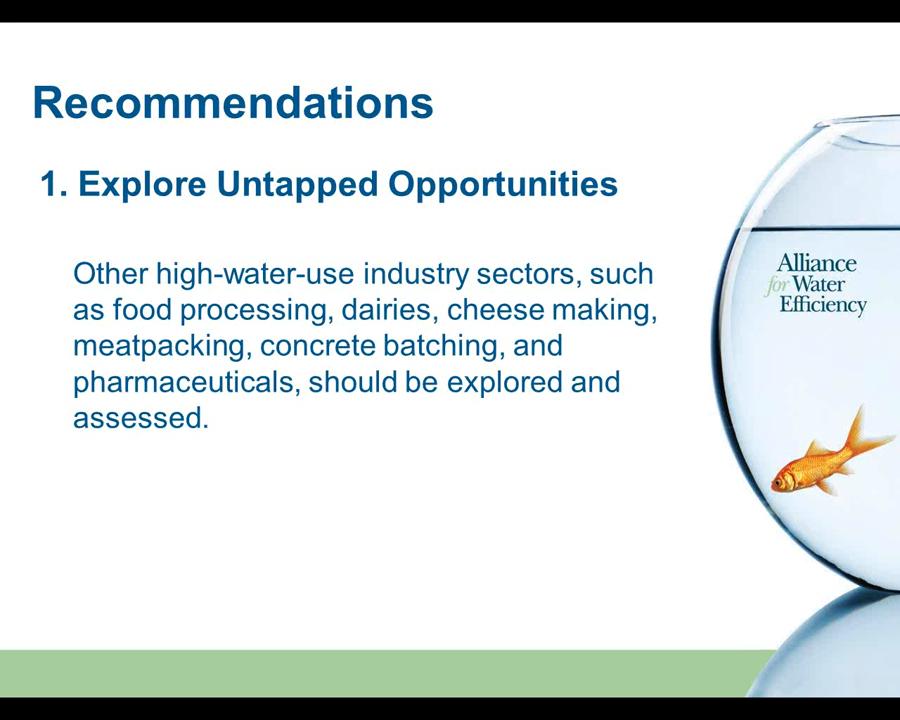 Recommendations
1. Explore Untapped Opportunities
Other high-water-use industry sectors, such
as food processing, dairies, cheese making,
meatpacking, concrete batching, and
pharmaceuticals, should be explored and
assessed.
Alliance
for Water
Efficiency